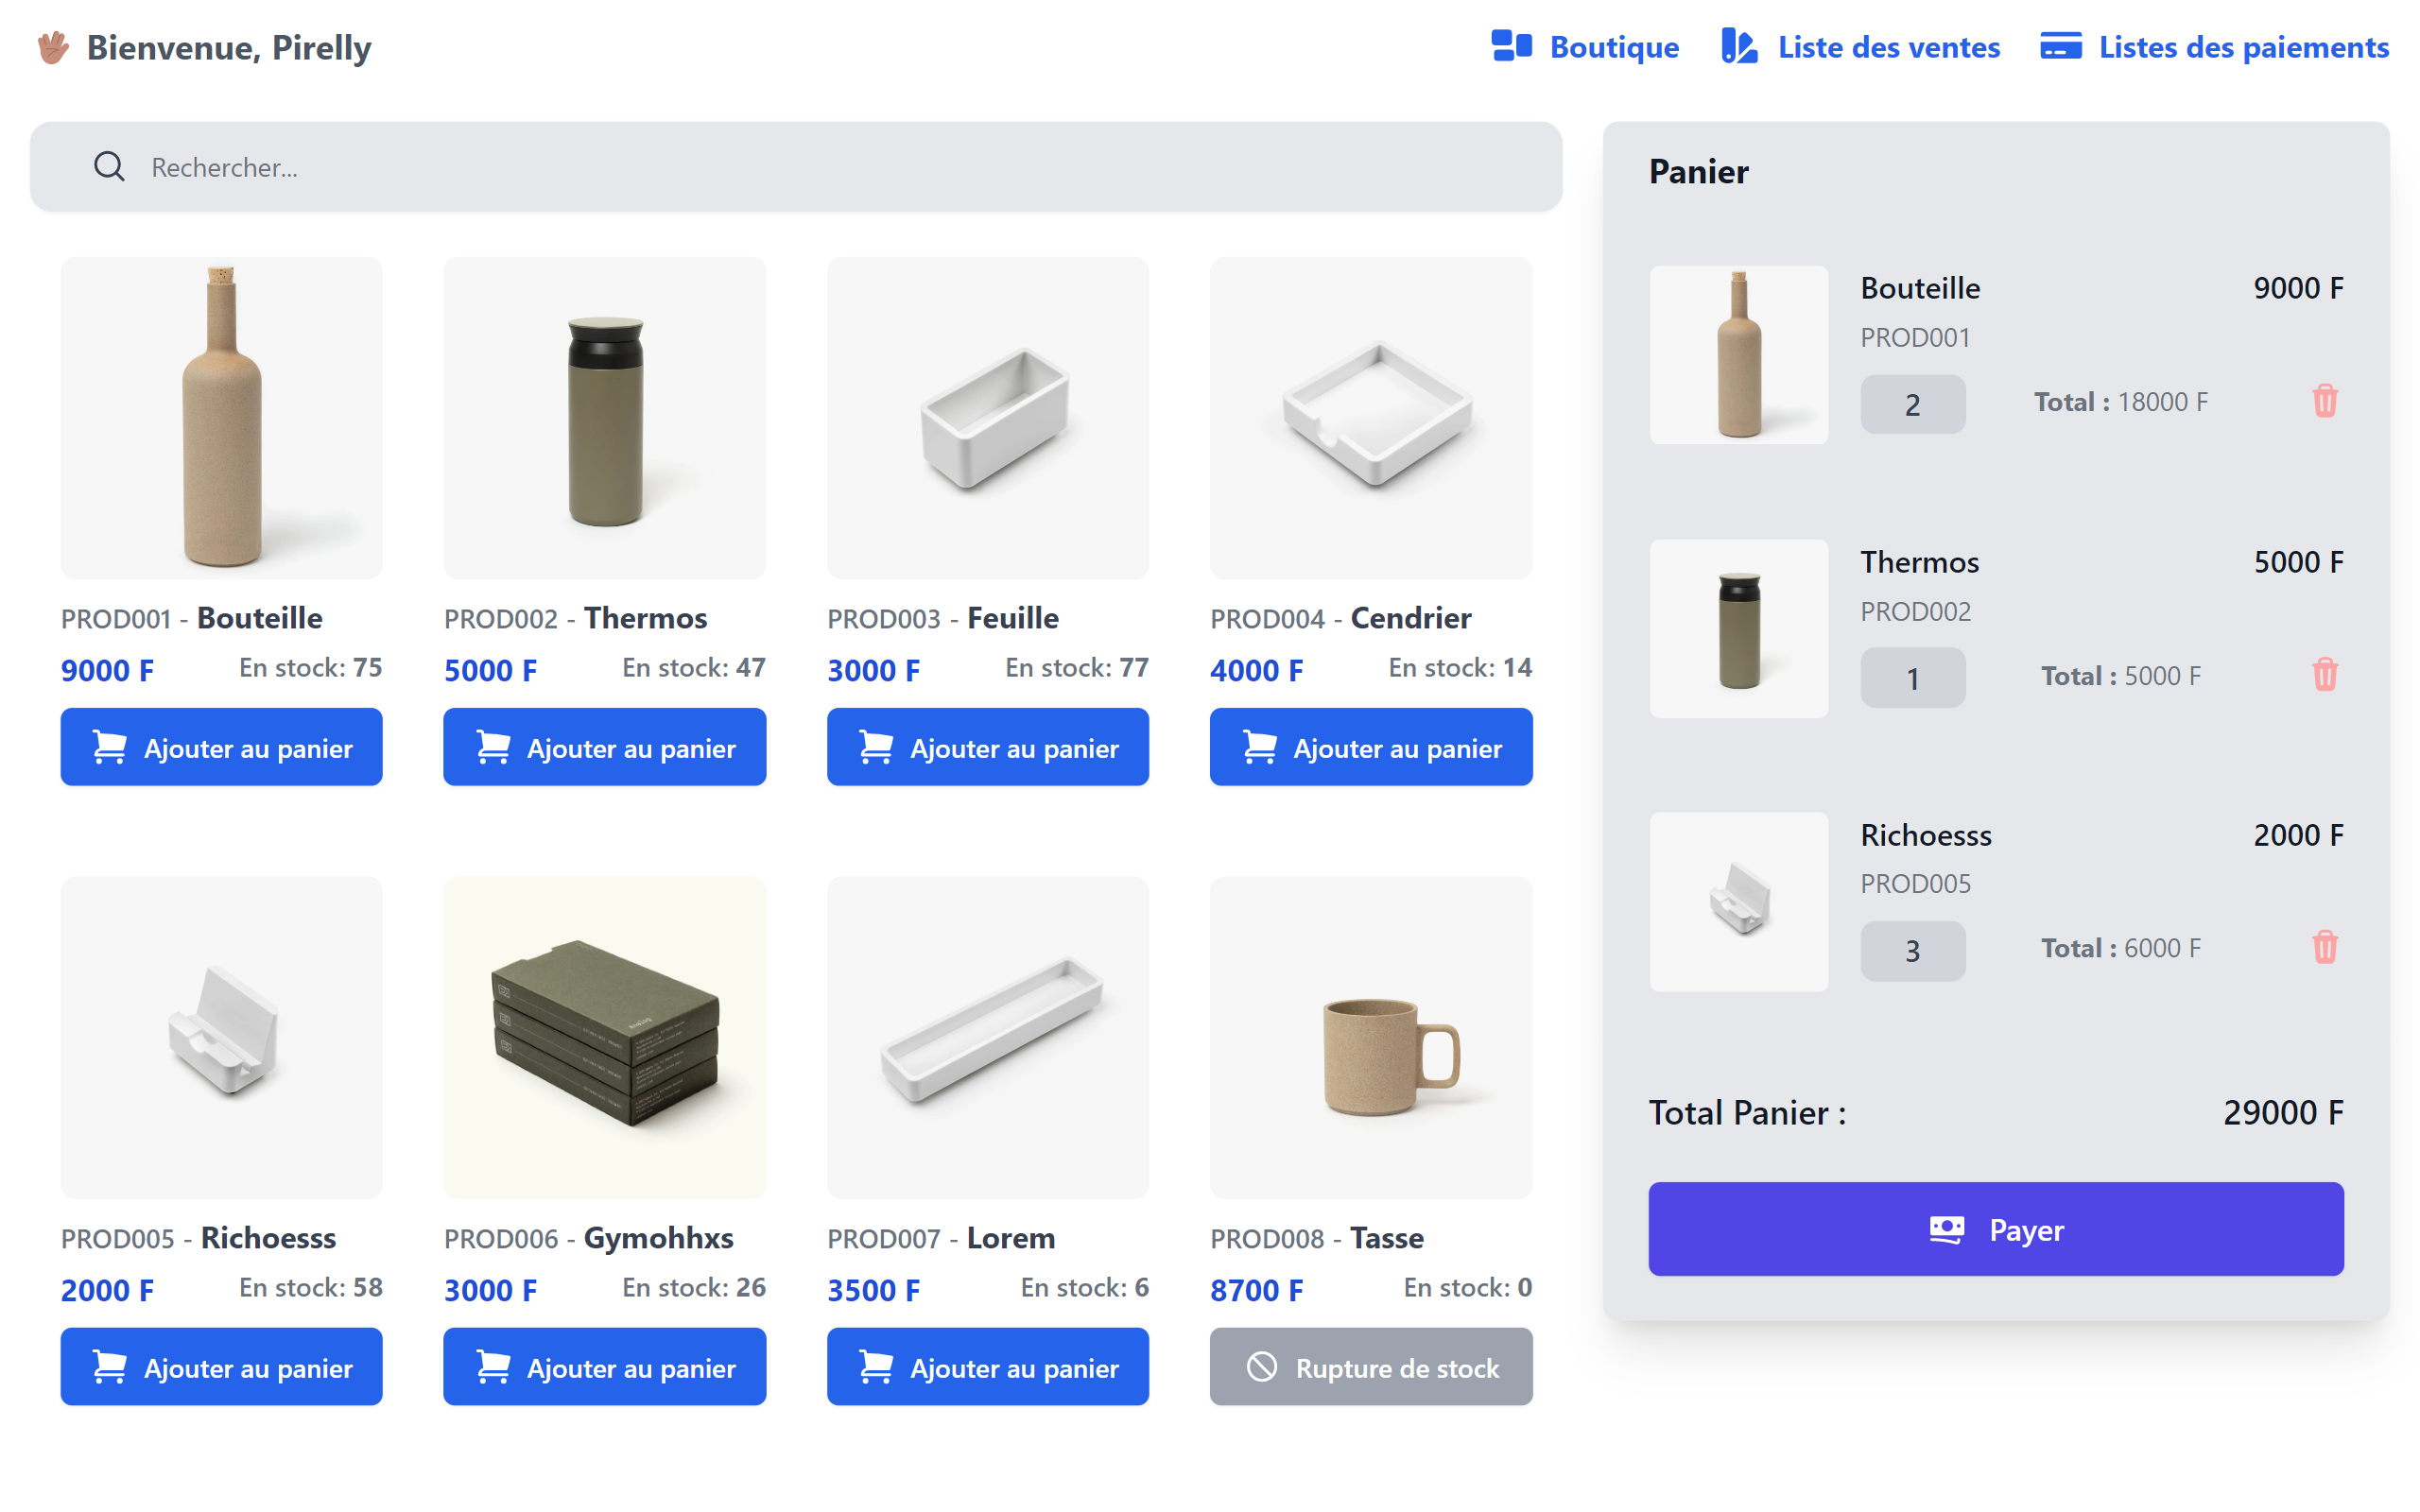 Bienvenue, Pirelly
Boutique
Liste des ventes
Listes des paiements
Rechercher...
PROD001 - Bouteille
9000 F
En stock: 75
Ajouter au panier
PROD002 - Thermos
5000 F
En stock: 47
Ajouter au panier
PROD003 - Feuille
3000 F
En stock: 77
Ajouter au panier
PROD004 - Cendrier
4000 F
En stock: 14
Ajouter au panier
PROD005 - Richoesss
2000 F
En stock: 58
Ajouter au panier
PROD006 - Gymohhxs
3000 F
En stock: 26
Ajouter au panier
PROD007 - Lorem
3500 F
En stock: 6
Ajouter au panier
PROD008 - Tasse
8700 F
En stock: 0
Rupture de stock
Panier
Bouteille
9000 F
PROD001
2
Total : 18000 F
Thermos
5000 F
PROD002
1
Total : 5000 F
Richoesss
2000 F
PROD005
3
Total : 6000 F
Total Panier :
29000 F
Payer